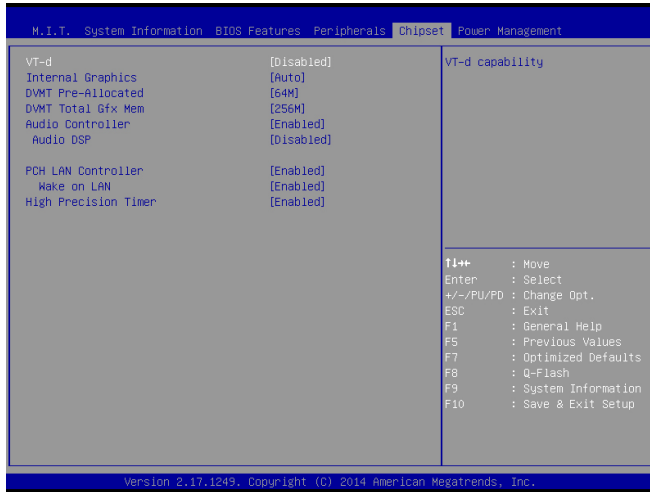 M.I.T. System Information BIOS Features Peripherals Chipset Power Management
VT-d [Disabled]
Internal Graphics [Auto]
DVMT Pre-Allocated [64M]
DVMT Total Gfx Mem [256M]
Audio Controller [Enabled]
Audio DSP [Disabled]
PCH LAN Controller [Enabled]
Wake on LAN [Enabled]
High Precision Timer [Enabled]
VT-d capability
↑↓→← : Move
Enter : Select
+/-/PU/PD : Change Opt.
ESC : Exit
F1 : General Help
F5 : Previous Values
F7 : Optimized Defaults
F8 : Q-Flash
F9 : System Information
F10 : Save & Exit Setup
Version 2.17.1249. Copyright (C) 2014 American Megatrends, Inc.